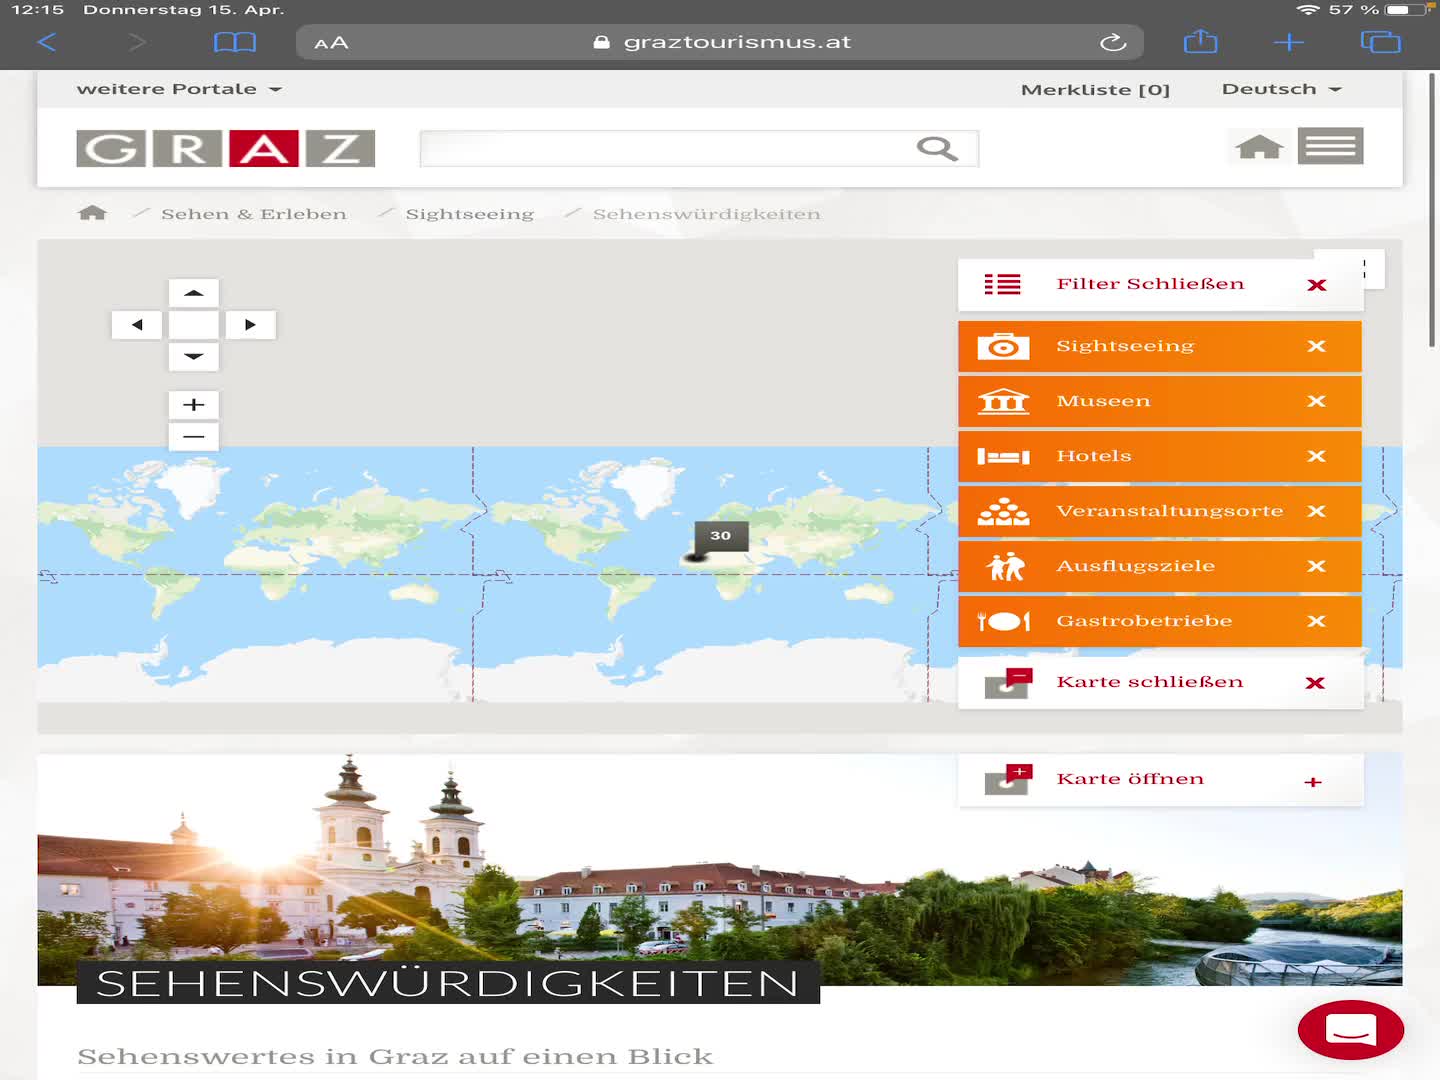 12:15 Donnerstag 15. Apr.
57 %
AA
graztourismus.at
weitere Portale
Merkliste [0]
Deutsch
GRAZ
Sehen & Erleben
Sightseeing
Sehenswürdigkeiten
Filter Schließen
Sightseeing
Museen
Hotels
30
Veranstaltungsorte
Ausflugsziele
Gastrobetriebe
Karte schließen
Karte öffnen
SEHENSWÜRDIGKEITEN
Sehenswertes in Graz auf einen Blick